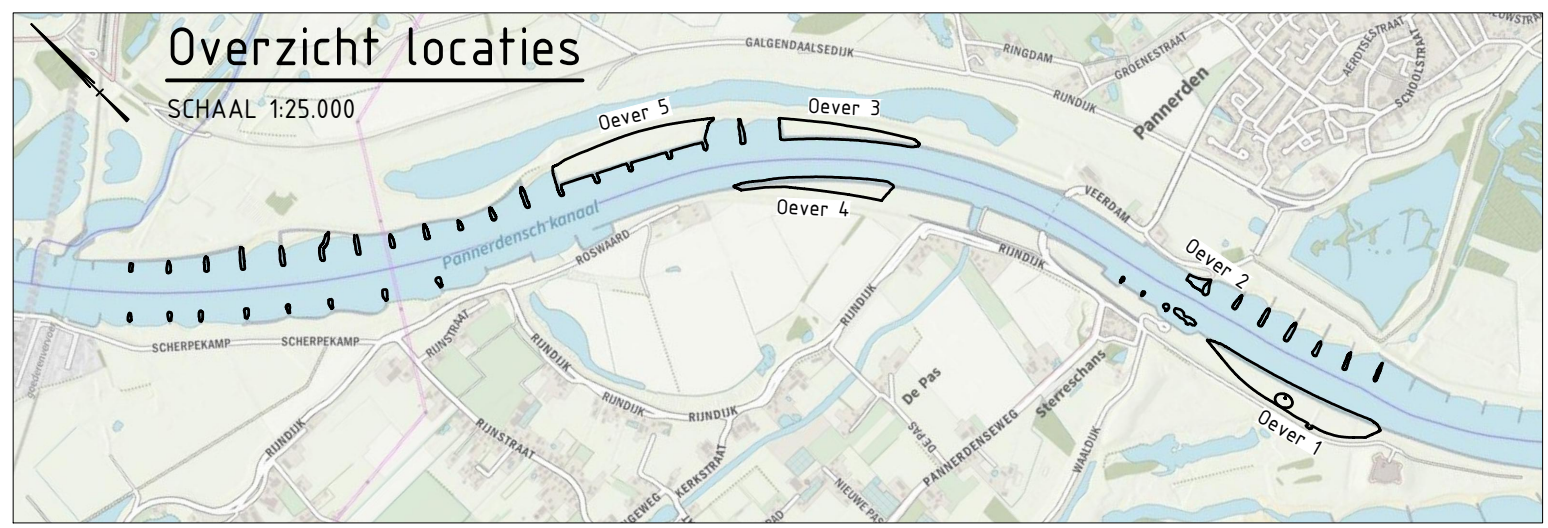 Overzicht locaties
SCHAAL 1:25.000
GALGENDAALSEDIJK
RINGDAM
GROENESTRAAT
AERDTSESTRAAT
SCHOOLSTRAAT
RIJNDIJK
Pannerden
Oever 5
Oever 3
Oever 4
VEERDAM
Pannerdensch kanaal
ROSWAARD
RIJNDIJK
Oever 2
SCHERPEKAMP
SCHERPEKAMP
RIJNSTRAAT
RIJNDIJK
RIJNDIJK
RIJNDIJK
RIJNDIJK
De Pas
Sterreschans
Oever 1
RIJNDIJK
RIJNSTRAAT
KERKSTRAAT
DE PAS
PANNERDENSEWEG
WAALDIJK
NIEUWE PAS
goederenvervoer